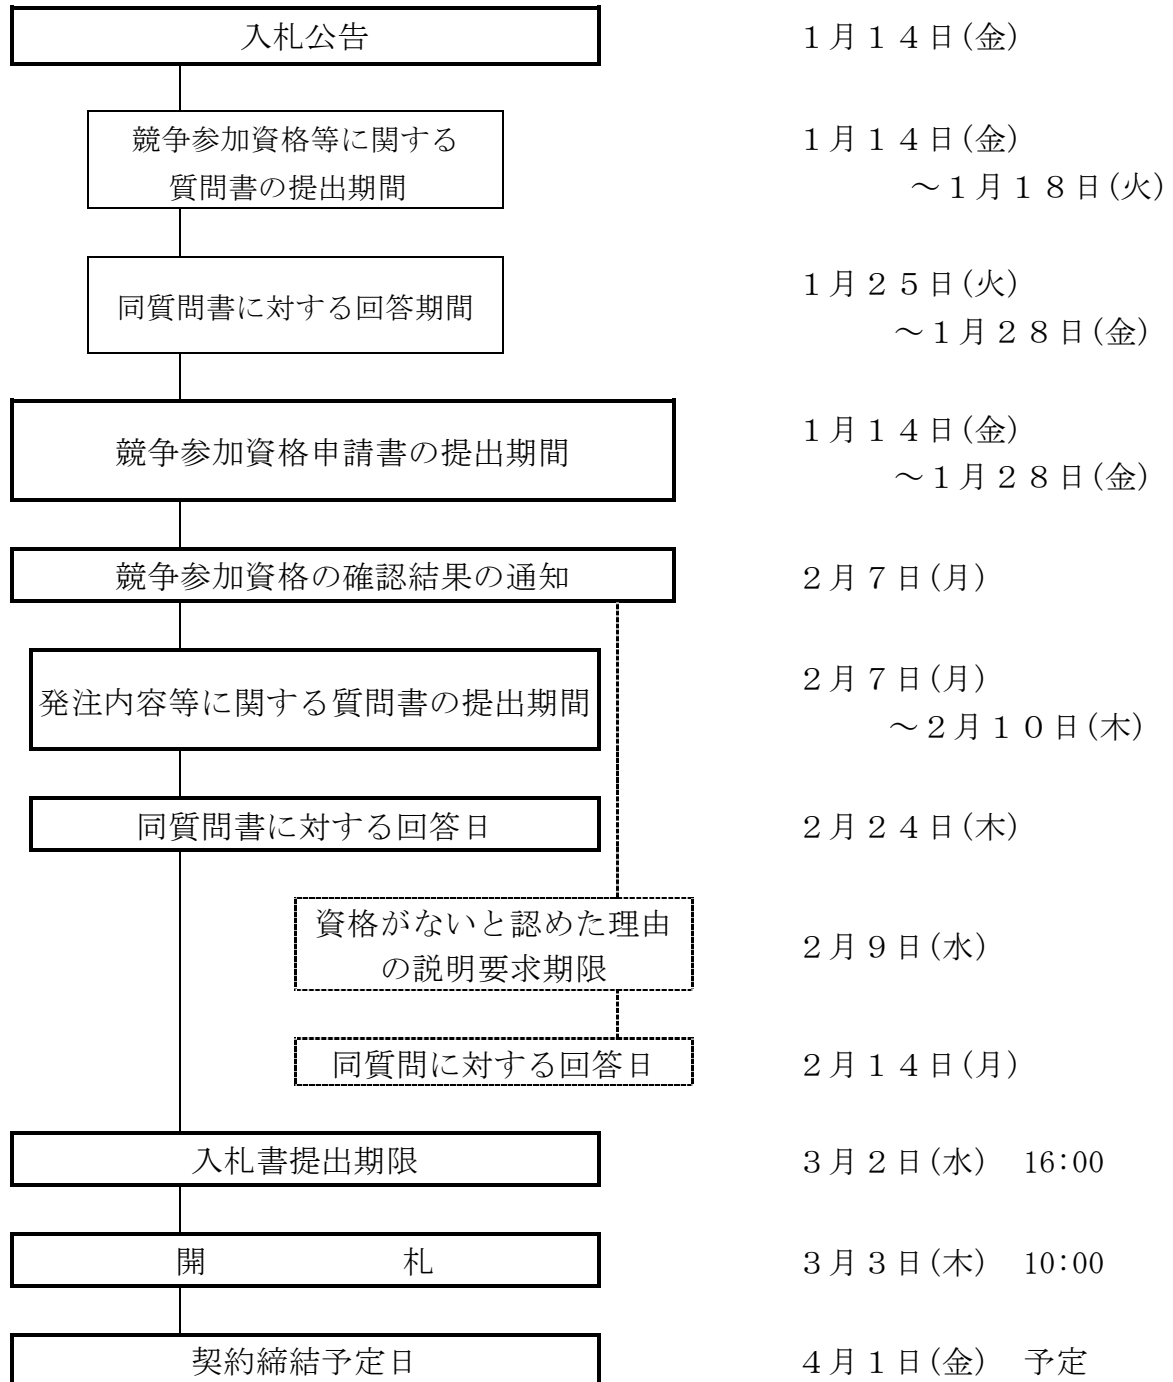 入札公告 １月１４日(金)
競争参加資格等に関する １月１４日(金)
質問書の提出期間 ～１月１８日(火)
同質問書に対する回答期間 １月２５日(火)
～１月２８日(金)
競争参加資格申請書の提出期間 １月１４日(金)
～１月２８日(金)
競争参加資格の確認結果の通知 ２月７日(月)
発注内容等に関する質問書の提出期間 ２月７日(月)
～２月１０日(木)
同質問書に対する回答日 ２月２４日(木)
資格がないと認めた理由
の説明要求期限 ２月９日(水)
同質問に対する回答日 ２月１４日(月)
入札書提出期限 ３月２日(水) 16:00
開 札 ３月３日(木) 10:00
契約締結予定日 ４月１日(金) 予定